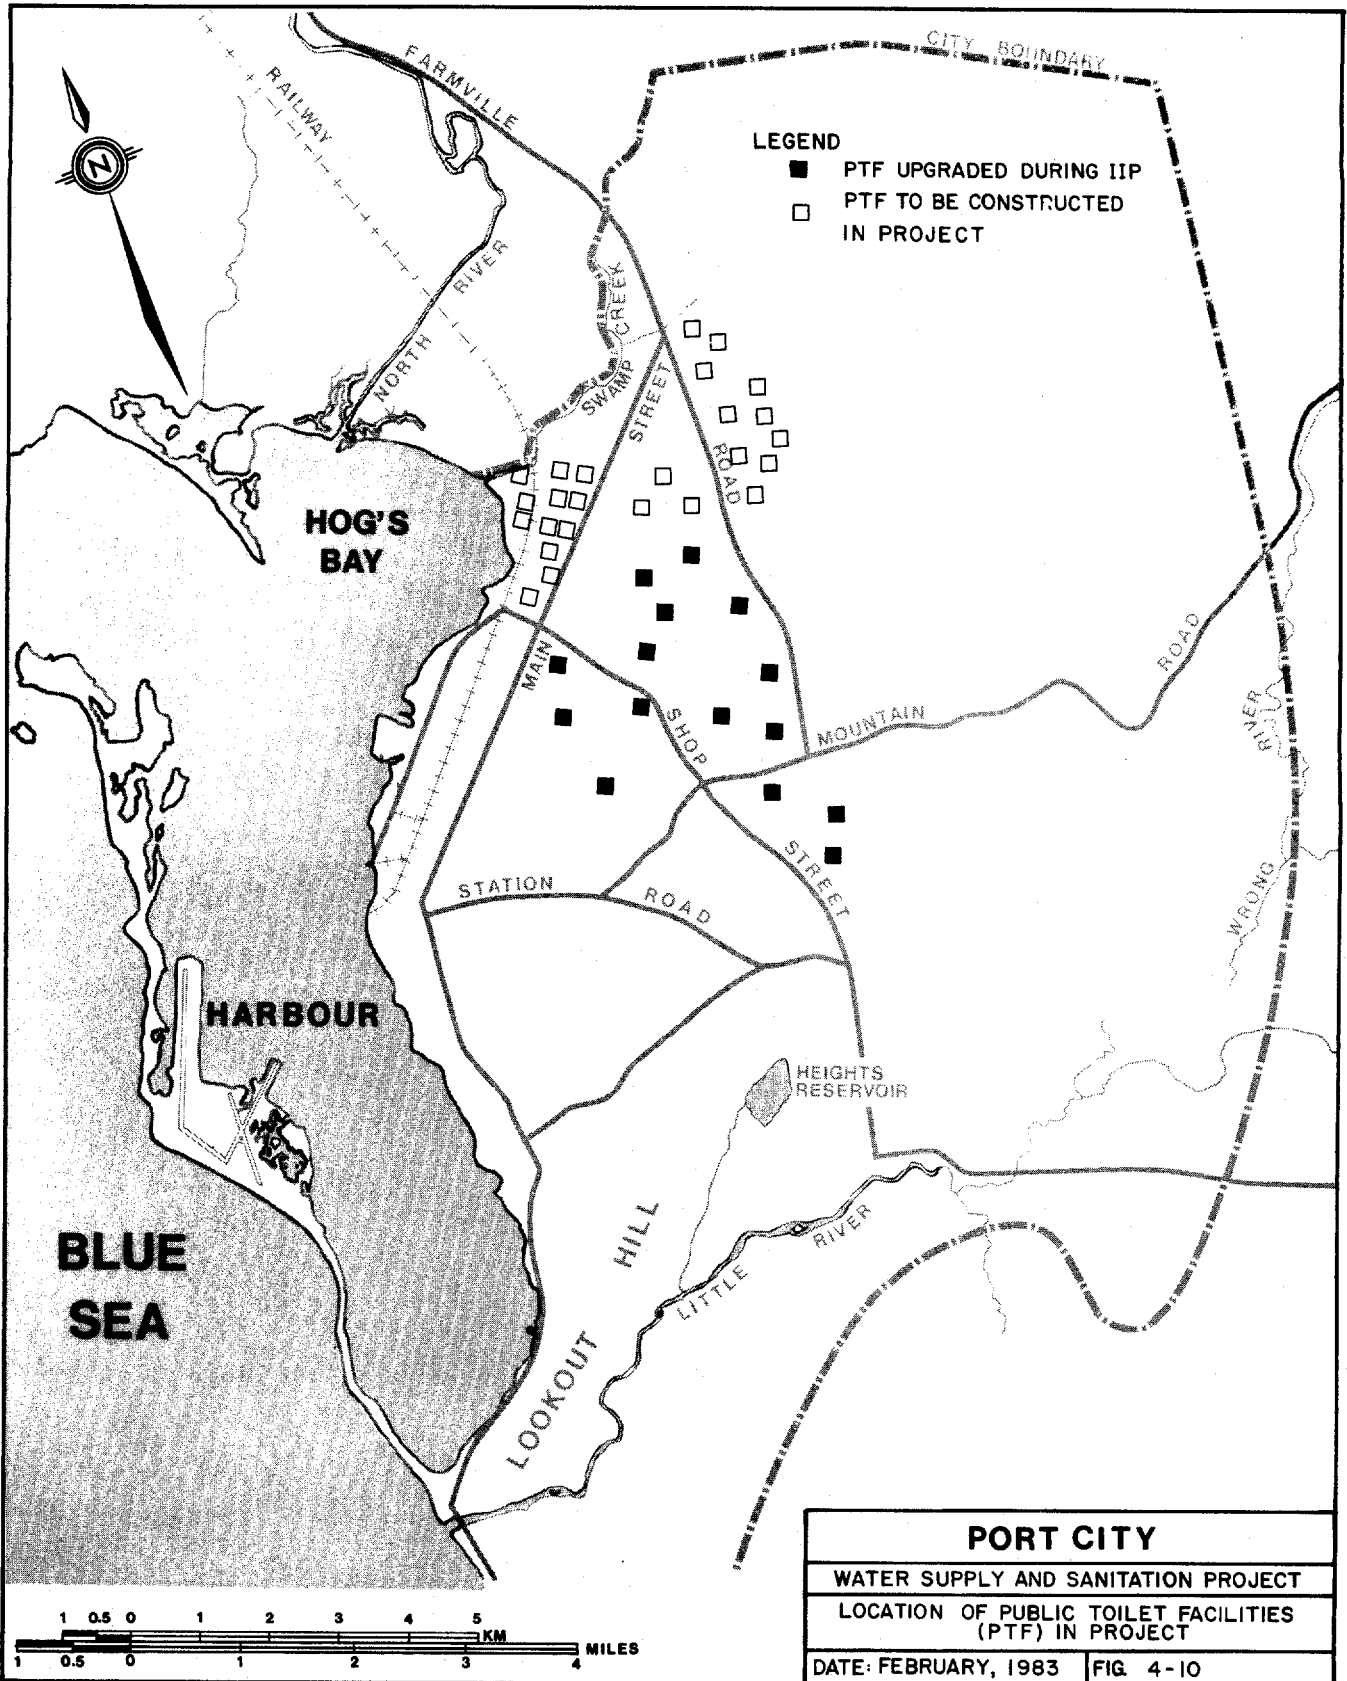 CITY BOUNDARY
FARMVILLE
RAILWAY
LEGEND
PTF UPGRADED DURING IIP
PTF TO BE CONSTRUCTED
IN PROJECT
N
NORTH RIVER
SWAMP CREEK
MAIN STREET
ROAD
HOG'S
BAY
MOUNTAIN ROAD
SHOP STREET
STATION ROAD
WRONG RIVER
HARBOUR
HEIGHTS
RESERVOIR
BLUE
SEA
LOOKOUT HILL
LITTLE RIVER
1 0.5 0 1 2 3 4 5
KM
MILES
1 0.5 0 1 2 3 4
PORT CITY
WATER SUPPLY AND SANITATION PROJECT
LOCATION OF PUBLIC TOILET FACILITIES
(PTF) IN PROJECT
DATE: FEBRUARY, 1983 FIG. 4-10